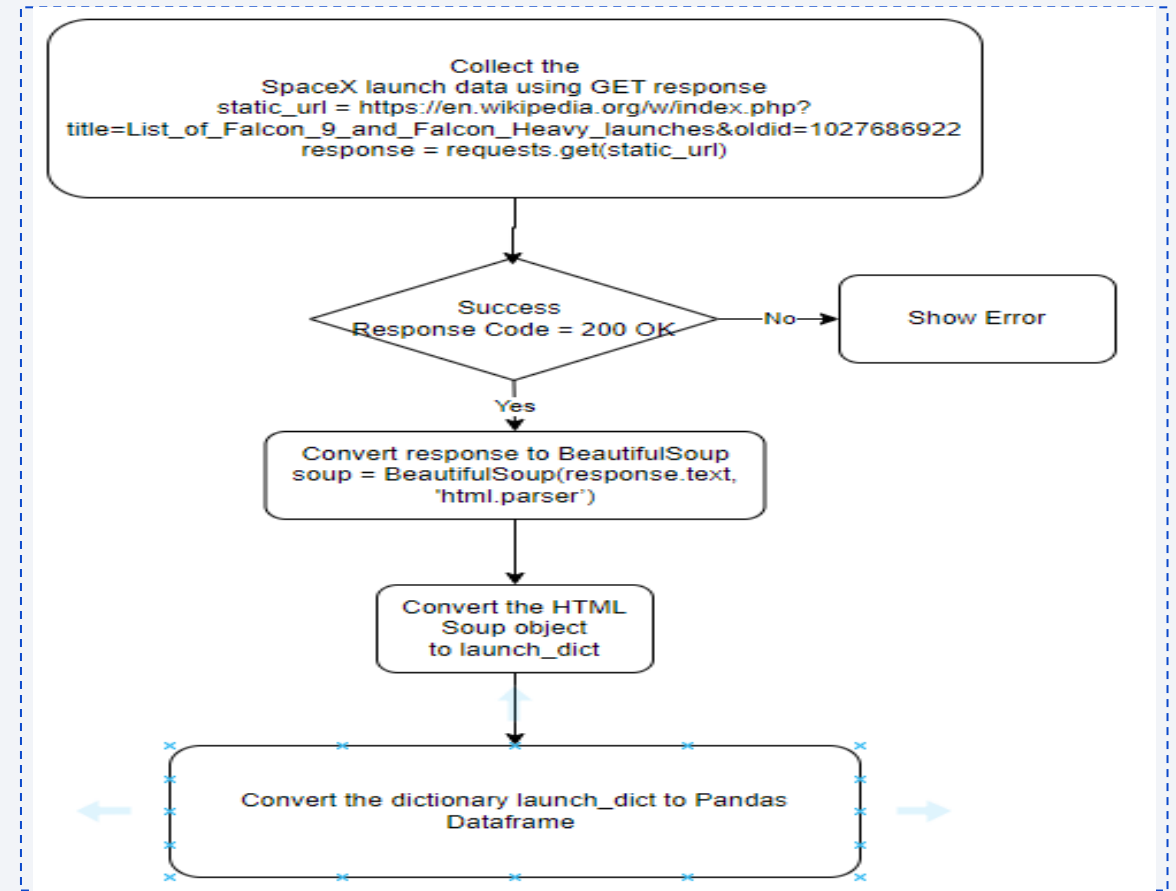 Collect the
SpaceX launch data using GET response
static_url = https://en.wikipedia.org/w/index.php?
title=List_of_Falcon_9_and_Falcon_Heavy_launches&oldid=1027686922
response = requests.get(static_url)
Success
Response Code = 200 OK
No
Show Error
Yes
Convert response to BeautifulSoup
soup = BeautifulSoup(response.text,
'html.parser')
Convert the HTML
Soup object
to launch_dict
Convert the dictionary launch_dict to Pandas
Dataframe